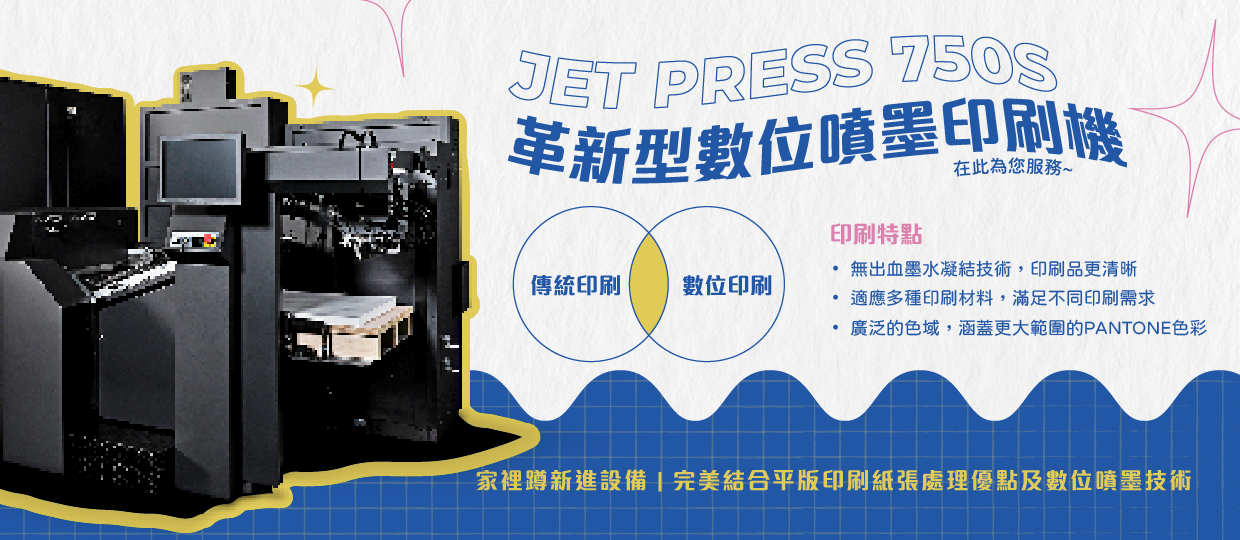 JET PRESS 750S
革新型數位噴墨印刷機
在此為您服務~
傳統印刷
數位印刷
印刷特點
• 無出血墨水凝結技術，印刷品更清晰
• 適應多種印刷材料，滿足不同印刷需求
• 廣泛的色域，涵蓋更大範圍的PANTONE色彩
家裡蹲新進設備 | 完美結合平版印刷紙張處理優點及數位噴墨技術